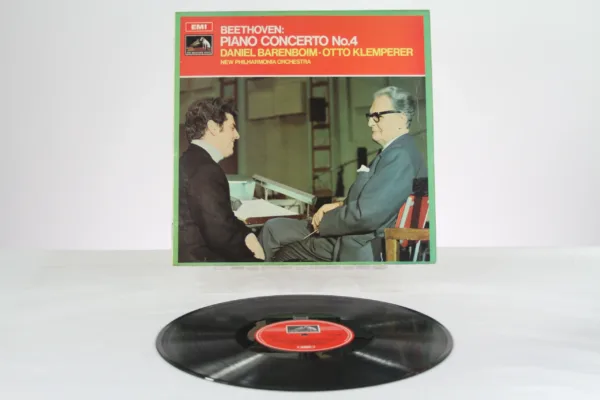 EMI
BEETHOVEN:
PIANO CONCERTO No.4
DANIEL BARENBOIM · OTTO KLEMPERER
NEW PHILHARMONIA ORCHESTRA